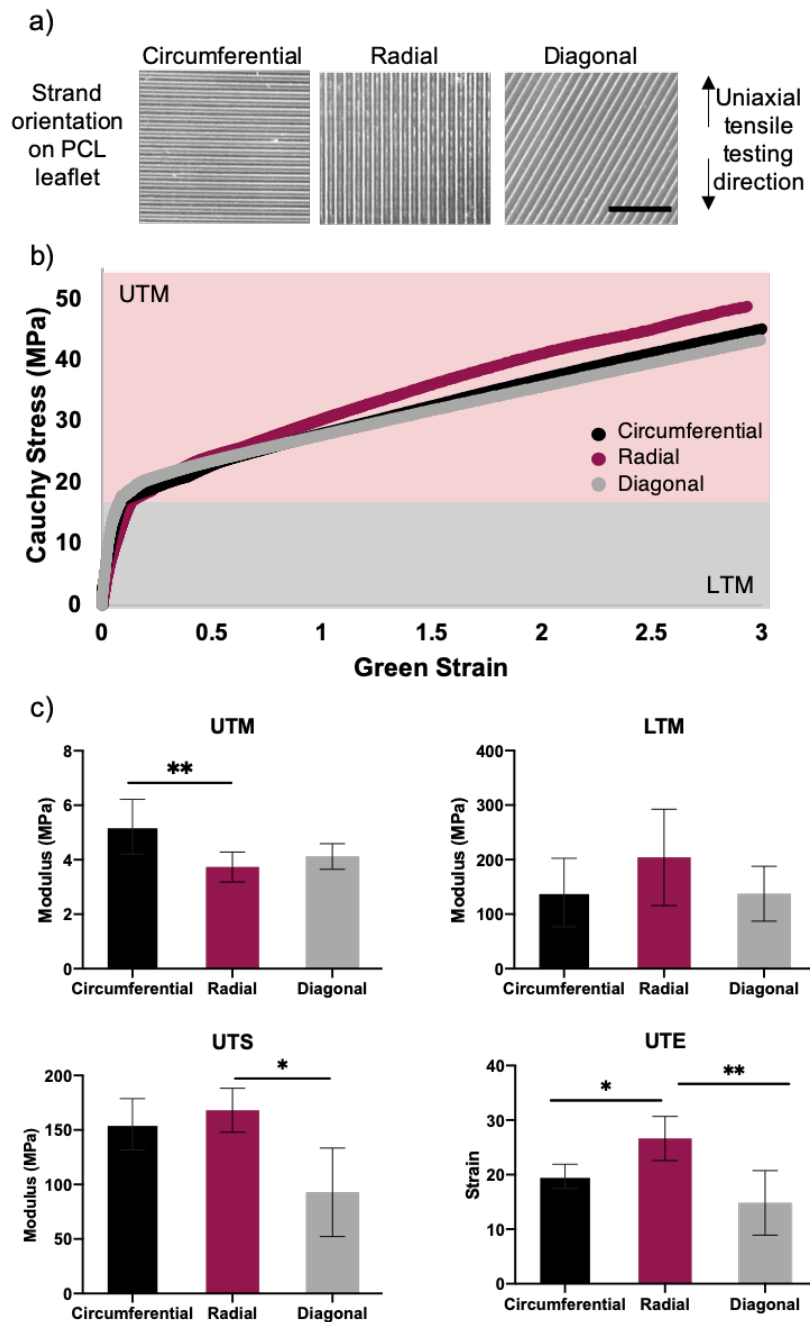 a)
Circumferential
Radial
Diagonal
Strand
orientation
on PCL
leaflet
Uniaxial
tensile
testing
direction
b)
UTM
50
40
30
20
10
0
Cauchy Stress (MPa)
Circumferential
Radial
Diagonal
LTM
0
0.5
1
1.5
2
2.5
3
Green Strain
c)
UTM
8
6
4
2
0
Modulus (MPa)
**
Circumferential
Radial
Diagonal
LTM
400
300
200
100
0
Modulus (MPa)
Circumferential
Radial
Diagonal
UTS
200
150
100
50
0
Modulus (MPa)
*
Circumferential
Radial
Diagonal
UTE
40
30
20
10
0
Strain
*
**
Circumferential
Radial
Diagonal